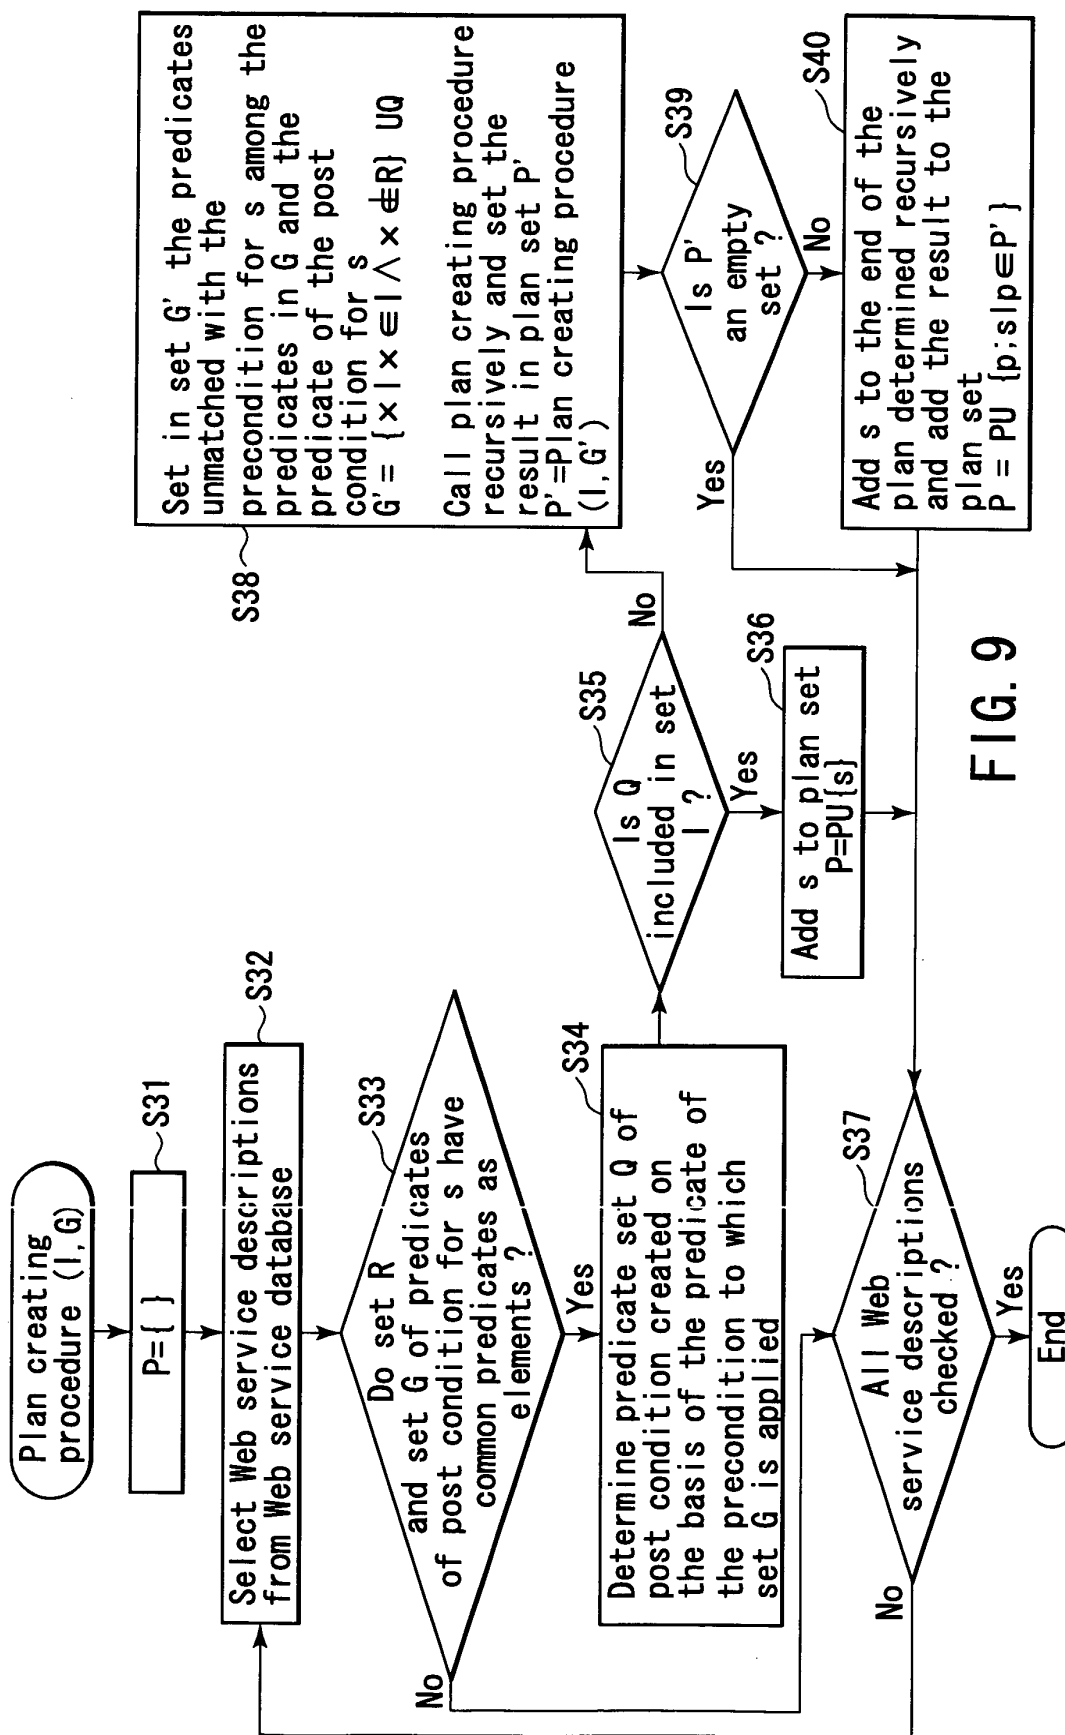 Plan creating
procedure (I, G)
P={ }
S31
Select Web service descriptions
from Web service database
S32
Do set R
and set G of predicates
of post condition for s have
common predicates as
elements ?
S33
No
Yes
Determine predicate set Q of
post condition created on
the basis of the predicate of
the precondition to which
set G is applied
S34
Is Q
included in set
I ?
S35
No
Yes
Add s to plan set
P=PU{s}
S36
All Web
service descriptions
checked ?
S37
No
Yes
End
Set in set G' the predicates
unmatched with the
precondition for s among the
predicates in G and the
predicate of the post
condition for s
G'= {×|×∈I∧×∉R} UQ
Call plan creating procedure
recursively and set the
result in plan set P'
P'=Plan creating procedure
(I, G')
S38
Is P'
an empty
set ?
S39
Yes
No
Add s to the end of the
plan determined recursively
and add the result to the
plan set
P = PU {p;s|p∈P'}
S40
FIG. 9